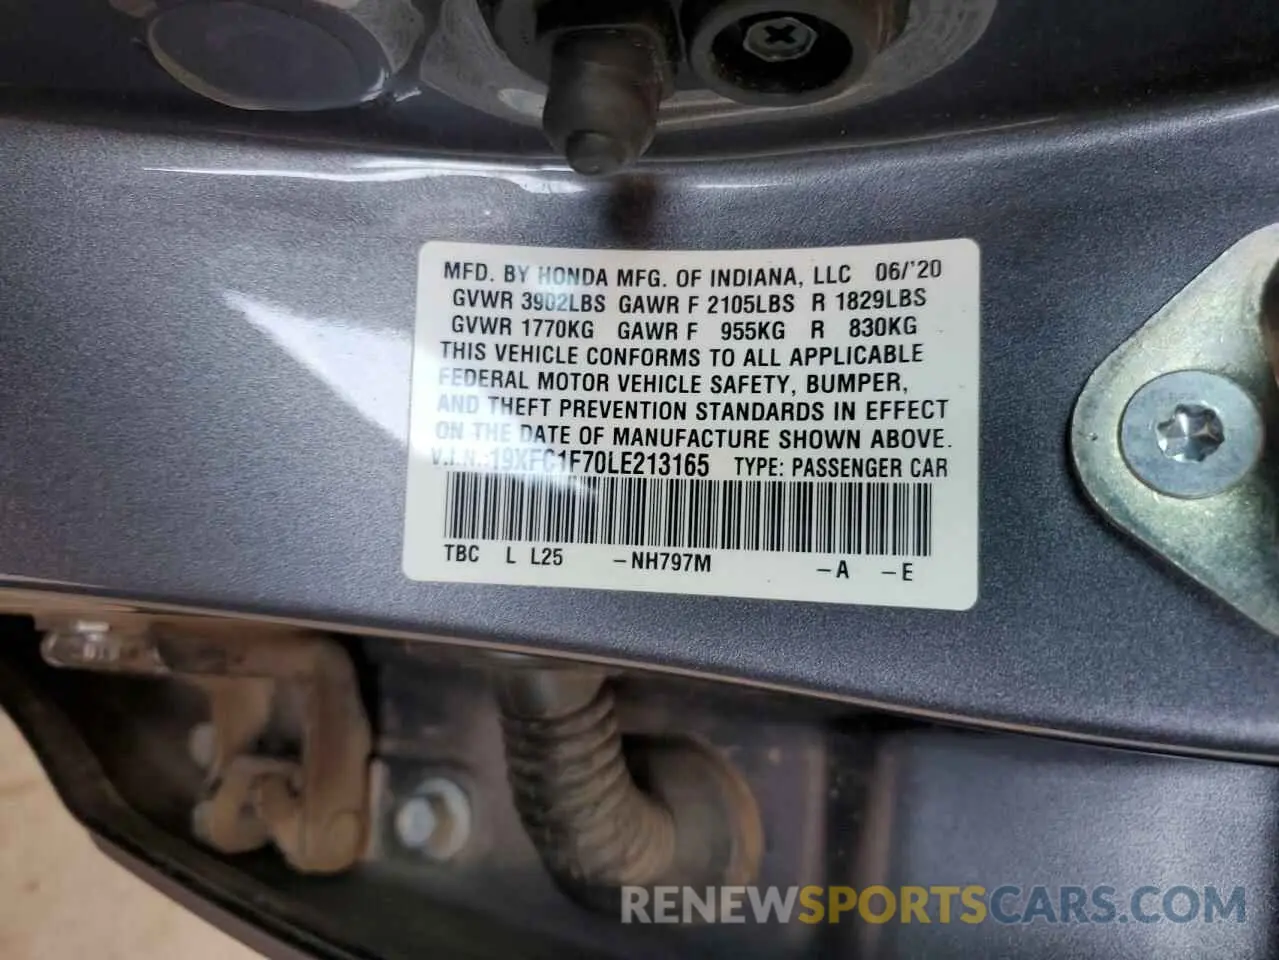 MFD. BY HONDA MFG. OF INDIANA, LLC 06/'20
GVWR 3902LBS GAWR F 2105LBS R 1829LBS
GVWR 1770KG GAWR F 955KG R 830KG
THIS VEHICLE CONFORMS TO ALL APPLICABLE
FEDERAL MOTOR VEHICLE SAFETY, BUMPER,
AND THEFT PREVENTION STANDARDS IN EFFECT
ON THE DATE OF MANUFACTURE SHOWN ABOVE.
V.I.N.:19XFC1F70LE213165 TYPE: PASSENGER CAR
TBC L L25 -NH797M -A -E
RENEWSPORTSCARS.COM